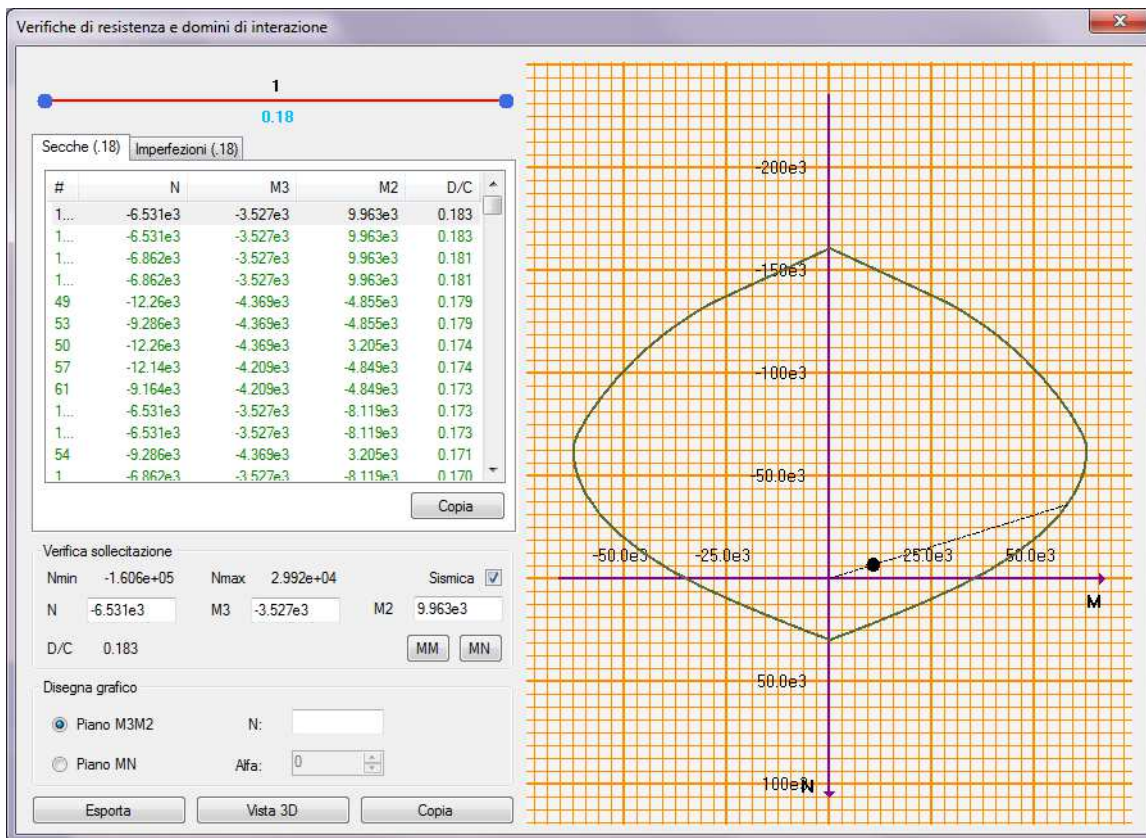 Verifiche di resistenza e domini di interazione
1
0.18
Secche (.18) Imperfezioni (.18)
# N M3 M2 D/C
1... -6.531e3 -3.527e3 9.963e3 0.183
1... -6.531e3 -3.527e3 9.963e3 0.183
1... -6.862e3 -3.527e3 9.963e3 0.181
1... -6.862e3 -3.527e3 9.963e3 0.181
49 -12.26e3 -4.369e3 -4.855e3 0.179
53 -9.286e3 -4.369e3 -4.855e3 0.179
50 -12.26e3 -4.369e3 3.205e3 0.174
57 -12.14e3 -4.209e3 -4.849e3 0.174
61 -9.164e3 -4.209e3 -4.849e3 0.173
1... -6.531e3 -3.527e3 -8.119e3 0.173
1... -6.531e3 -3.527e3 -8.119e3 0.173
54 -9.286e3 -4.369e3 3.205e3 0.171
1 -6.862e3 -3.527e3 -8.119e3 0.170
Copia
Verifica sollecitazione
Nmin -1.606e+05 Nmax 2.992e+04 Sismica
N -6.531e3 M3 -3.527e3 M2 9.963e3
D/C 0.183 MM MN
Disegna grafico
Piano M3M2 N:
Piano MN Alfa: 0
Esporta Vista 3D Copia
-200e3
-150e3
-100e3
-50.0e3
-50.0e3 -25.0e3 25.0e3 50.0e3
M
50.0e3
100e3 N